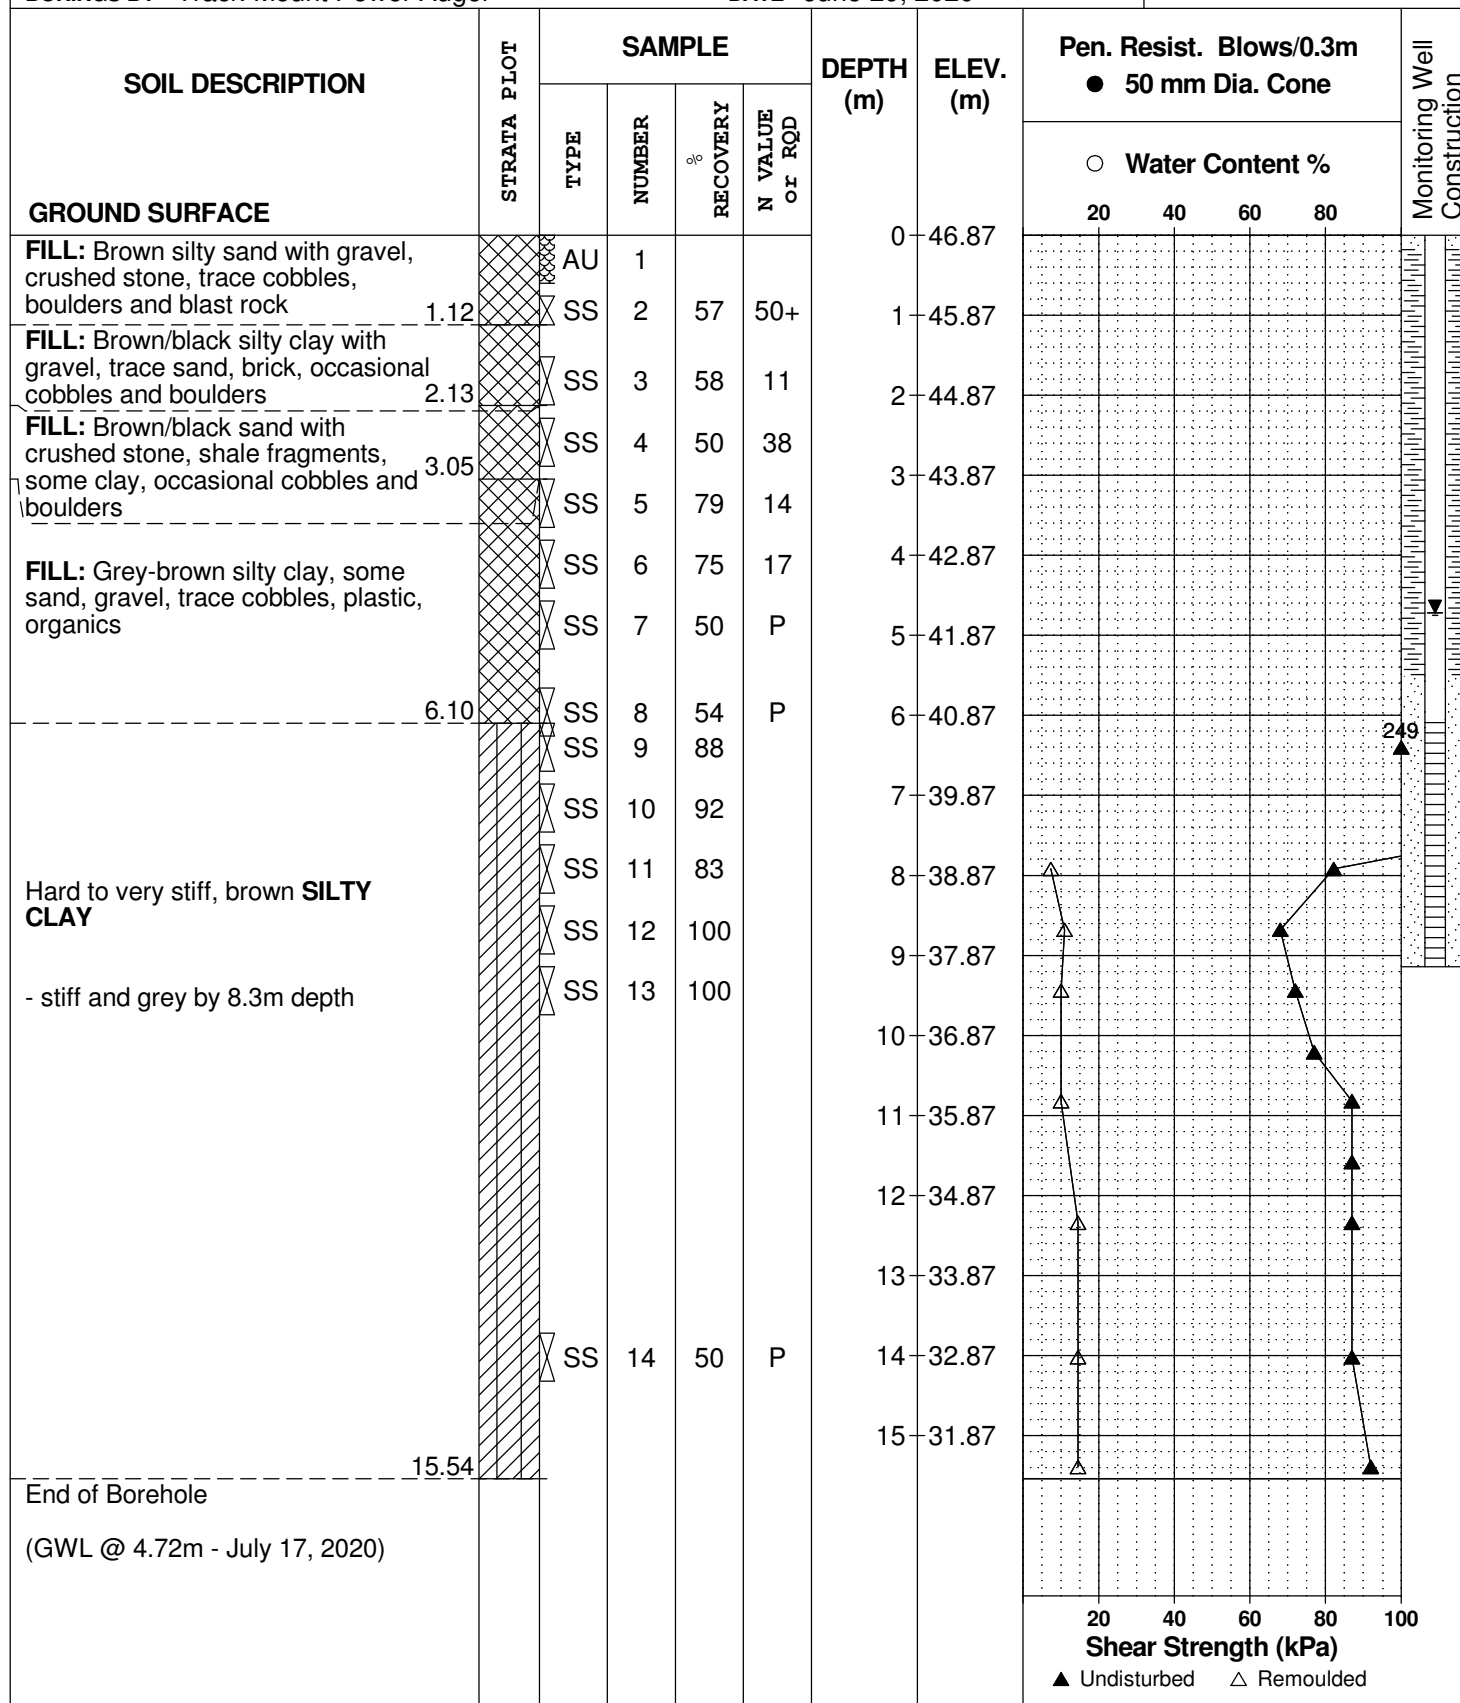 SOIL DESCRIPTION
GROUND SURFACE
STRATA PLOT
SAMPLE
TYPE
NUMBER
% RECOVERY
N VALUE or RQD
DEPTH (m)
ELEV. (m)
Pen. Resist. Blows/0.3m
● 50 mm Dia. Cone
○ Water Content %
20 40 60 80
Monitoring Well
Construction
FILL: Brown silty sand with gravel,
crushed stone, trace cobbles,
boulders and blast rock 1.12
FILL: Brown/black silty clay with
gravel, trace sand, brick, occasional
cobbles and boulders 2.13
FILL: Brown/black sand with
crushed stone, shale fragments,
some clay, occasional cobbles and 3.05
boulders
FILL: Grey-brown silty clay, some
sand, gravel, trace cobbles, plastic,
organics
6.10
Hard to very stiff, brown SILTY
CLAY
- stiff and grey by 8.3m depth
15.54
End of Borehole
(GWL @ 4.72m - July 17, 2020)
AU 1
SS 2 57 50+
SS 3 58 11
SS 4 50 38
SS 5 79 14
SS 6 75 17
SS 7 50 P
SS 8 54 P
SS 9 88
SS 10 92
SS 11 83
SS 12 100
SS 13 100
SS 14 50 P
0 46.87
1 45.87
2 44.87
3 43.87
4 42.87
5 41.87
6 40.87
7 39.87
8 38.87
9 37.87
10 36.87
11 35.87
12 34.87
13 33.87
14 32.87
15 31.87
249
20 40 60 80 100
Shear Strength (kPa)
▲ Undisturbed △ Remoulded